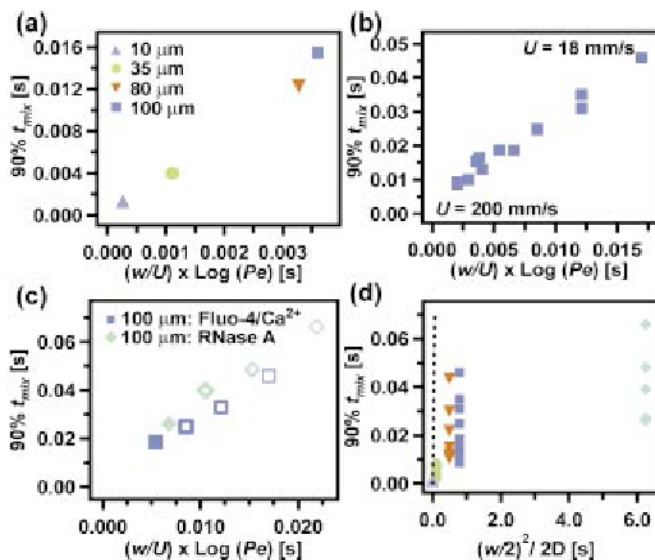 (a)
90% tmix [s]
0.016
0.012
0.008
0.004
0.000
10 µm
35 µm
80 µm
100 µm
0.000 0.001 0.002 0.003
(w/U) x Log (Pe) [s]
(b)
90% tmix [s]
0.05
0.04
0.03
0.02
0.01
0.00
U = 18 mm/s
U = 200 mm/s
0.000 0.005 0.010 0.015
(w/U) x Log (Pe) [s]
(c)
90% tmix [s]
0.06
0.04
0.02
0.00
100 µm: Fluo-4/Ca2+
100 µm: RNase A
0.000 0.010 0.020
(w/U) x Log (Pe) [s]
(d)
90% tmix [s]
0.08
0.06
0.04
0.02
0.00
0.0 2.0 4.0 6.0
(w/2)²/ 2D [s]